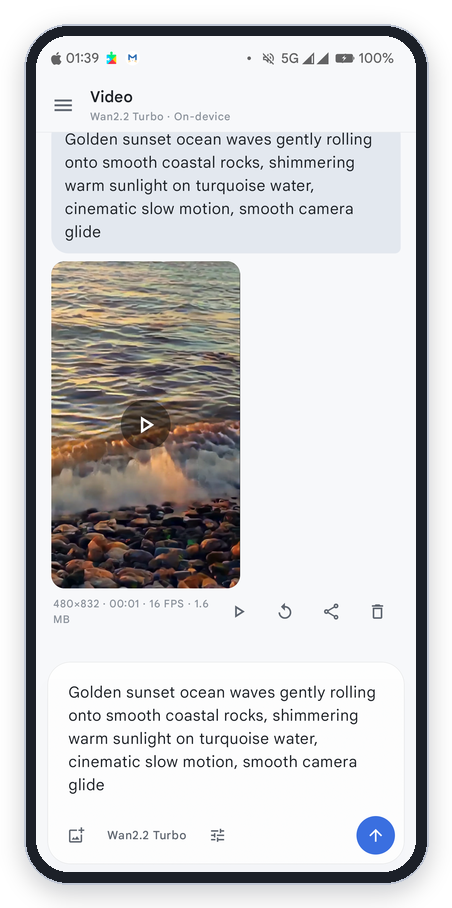 01:39 5G 100%
Video
Wan2.2 Turbo · On-device
Golden sunset ocean waves gently rolling
onto smooth coastal rocks, shimmering
warm sunlight on turquoise water,
cinematic slow motion, smooth camera
glide
480×832 · 00:01 · 16 FPS · 1.6
MB
Golden sunset ocean waves gently rolling
onto smooth coastal rocks, shimmering
warm sunlight on turquoise water,
cinematic slow motion, smooth camera
glide
Wan2.2 Turbo